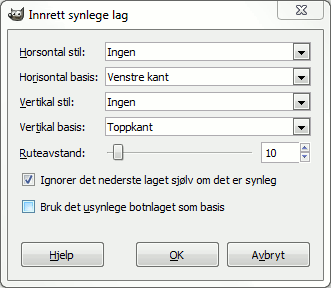 Innrett synlege lag
Horsontal stil: Ingen
Horisontal basis: Venstre kant
Vertikal stil: Ingen
Vertikal basis: Toppkant
Ruteavstand: 10
Ignorer det nederste laget sjølv om det er synleg
Bruk det usynlege botnlaget som basis
Hjelp OK Avbryt